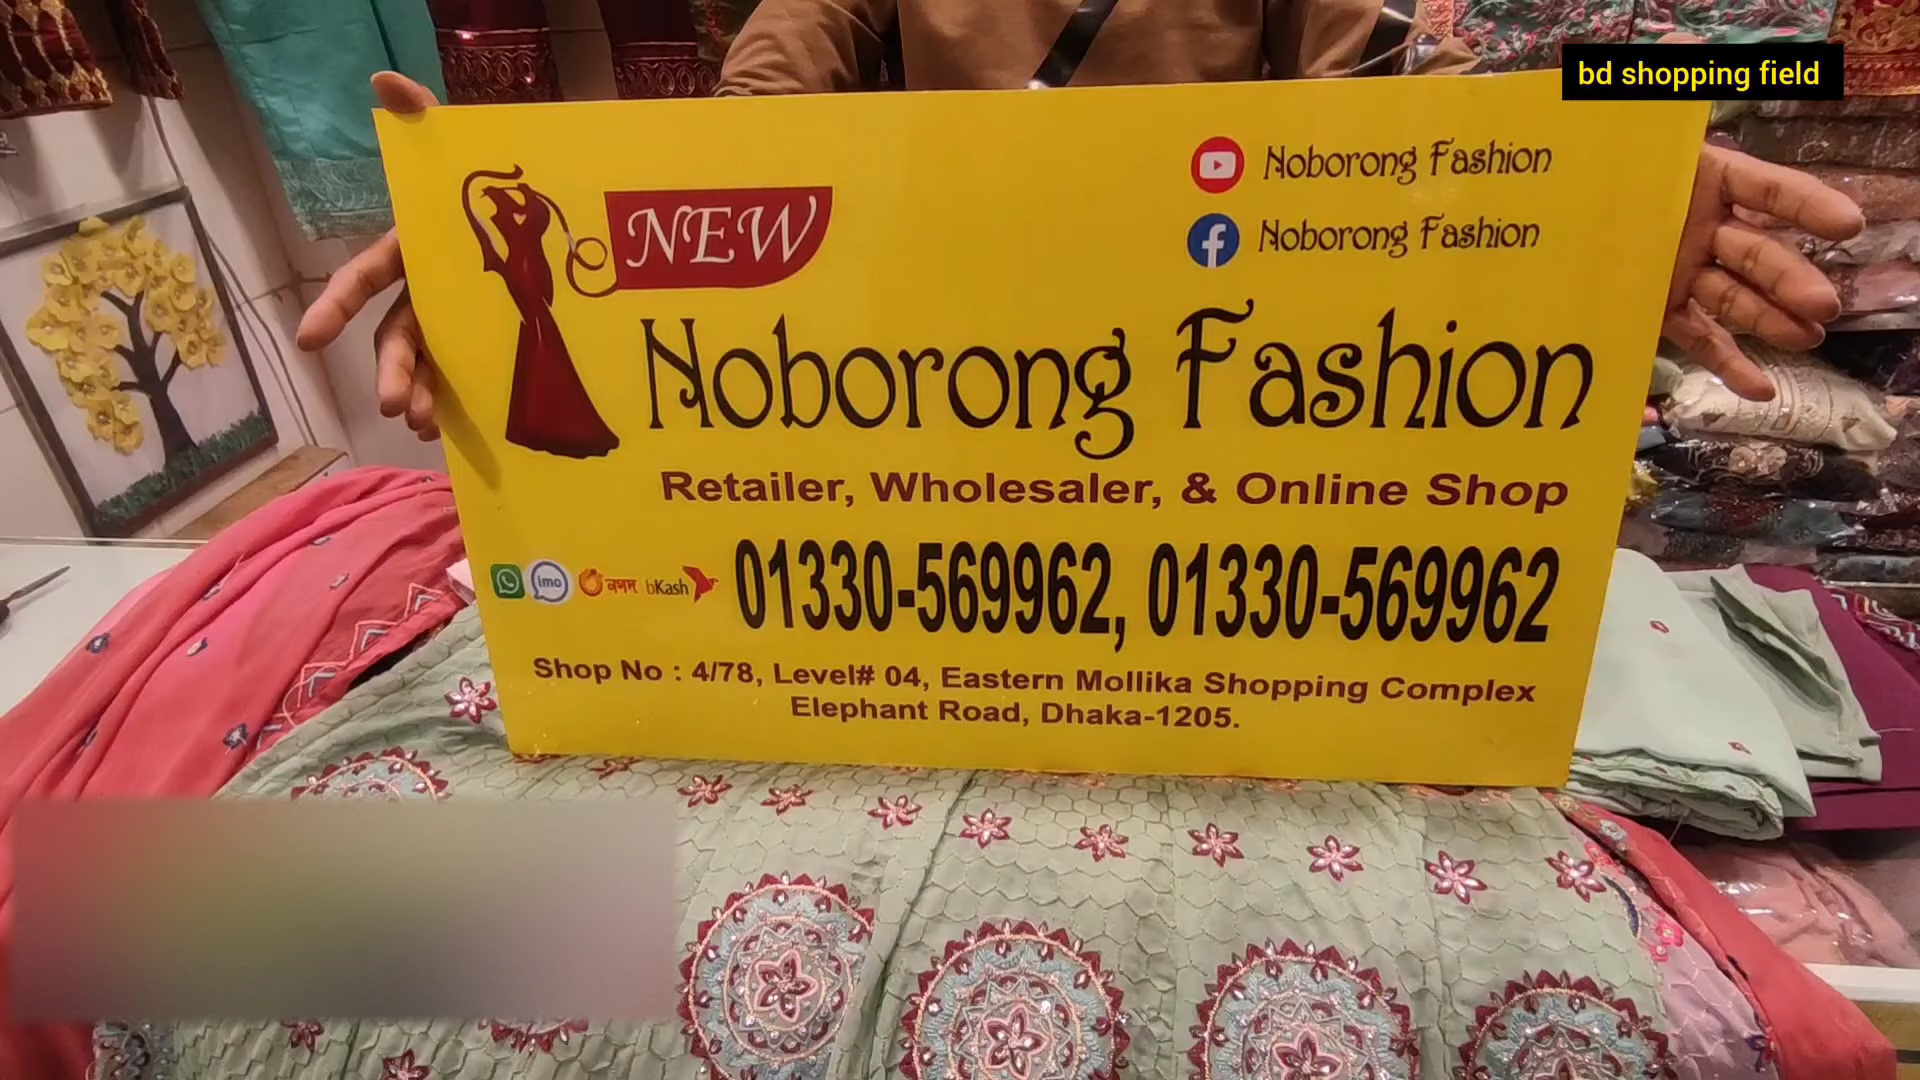 bd shopping field
Noborong Fashion
Noborong Fashion
NEW
Noborong Fashion
Retailer, Wholesaler, & Online Shop
imo নগদ bKash 01330-569962, 01330-569962
Shop No : 4/78, Level# 04, Eastern Mollika Shopping Complex
Elephant Road, Dhaka-1205.